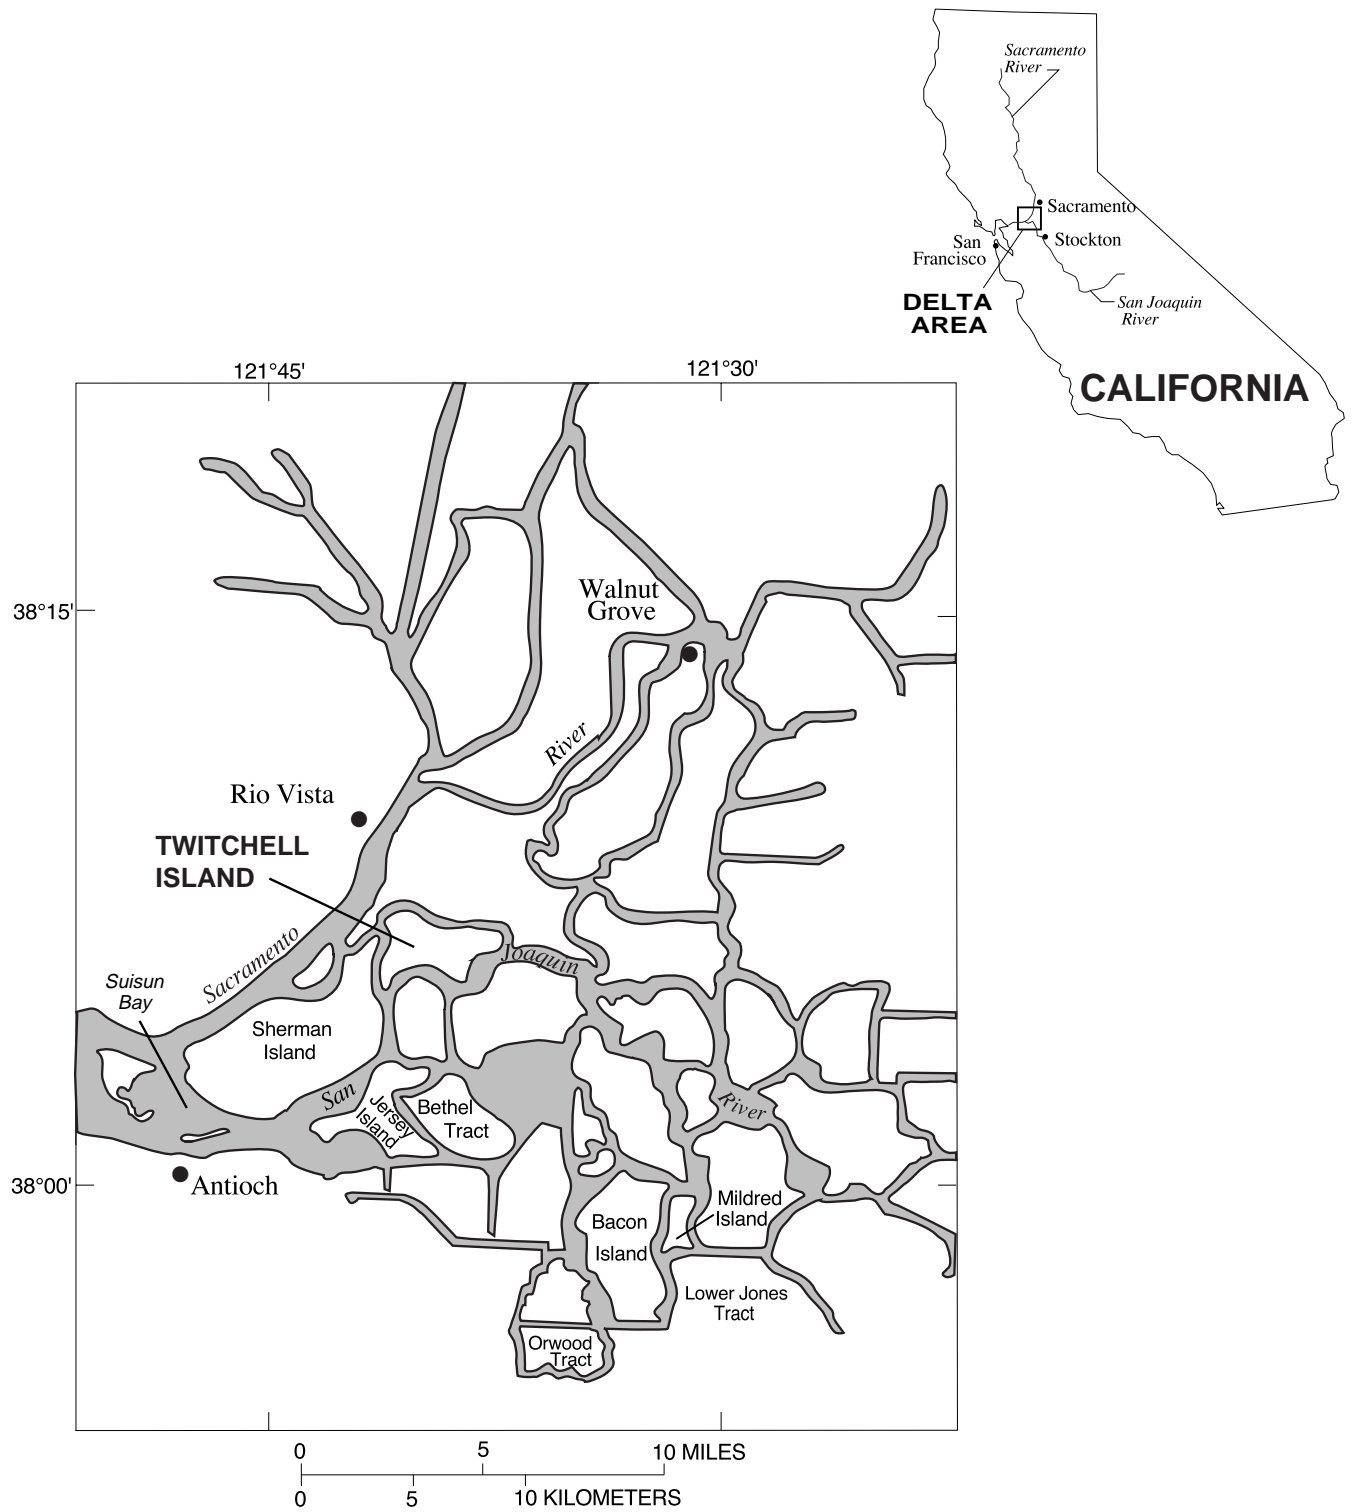 Sacramento
River
Sacramento
San
Francisco
Stockton
DELTA
AREA
San Joaquin
River
CALIFORNIA
121°45'
121°30'
38°15'
Walnut
Grove
River
Rio Vista
TWITCHELL
ISLAND
Sacramento
Joaquin
Suisun
Bay
Sherman
Island
San
Jersey
Island
Bethel
Tract
River
38°00'
Antioch
Mildred
Island
Bacon
Island
Lower Jones
Tract
Orwood
Tract
0
5
10 MILES
0
5
10 KILOMETERS